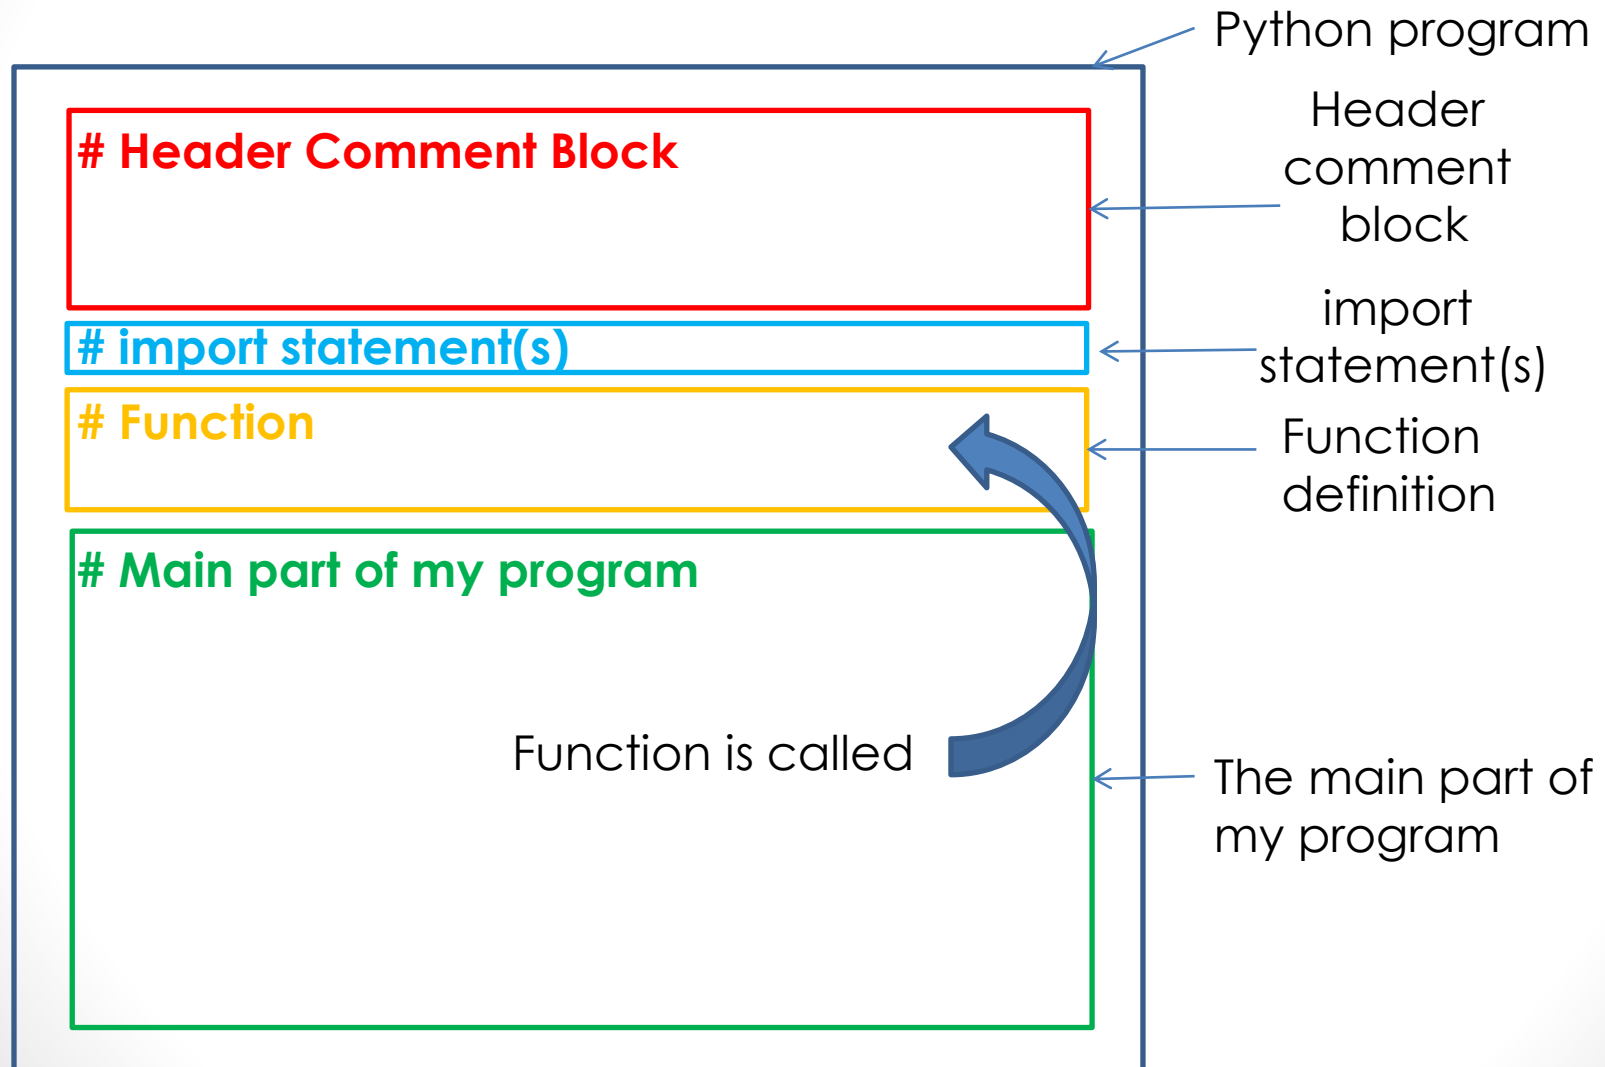 Python program
# Header Comment Block
Header
comment
block
# import statement(s)
import
statement(s)
# Function
Function
definition
# Main part of my program
Function is called
The main part of
my program